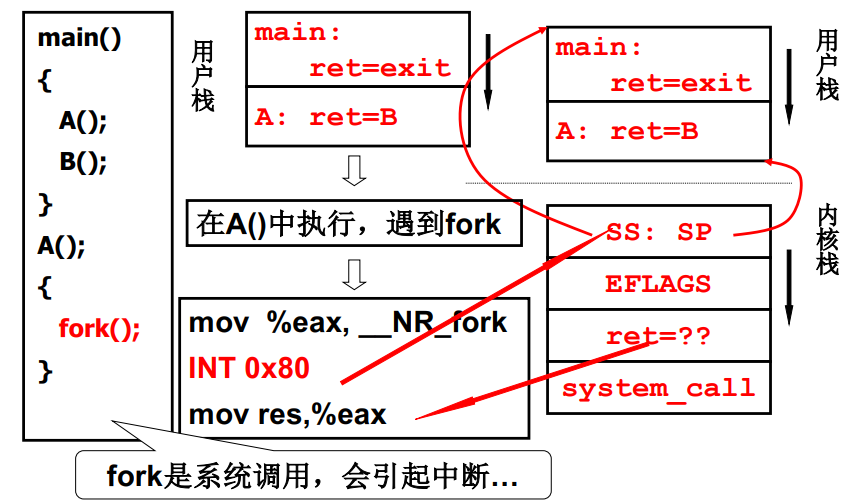 main()
{
A();
B();
}
A();
{
fork();
}
用户栈
main:
ret=exit
A: ret=B
在A()中执行，遇到fork
mov %eax, __NR_fork
INT 0x80
mov res,%eax
fork是系统调用，会引起中断…
用户栈
main:
ret=exit
A: ret=B
内核栈
SS: SP
EFLAGS
ret=??
system_call